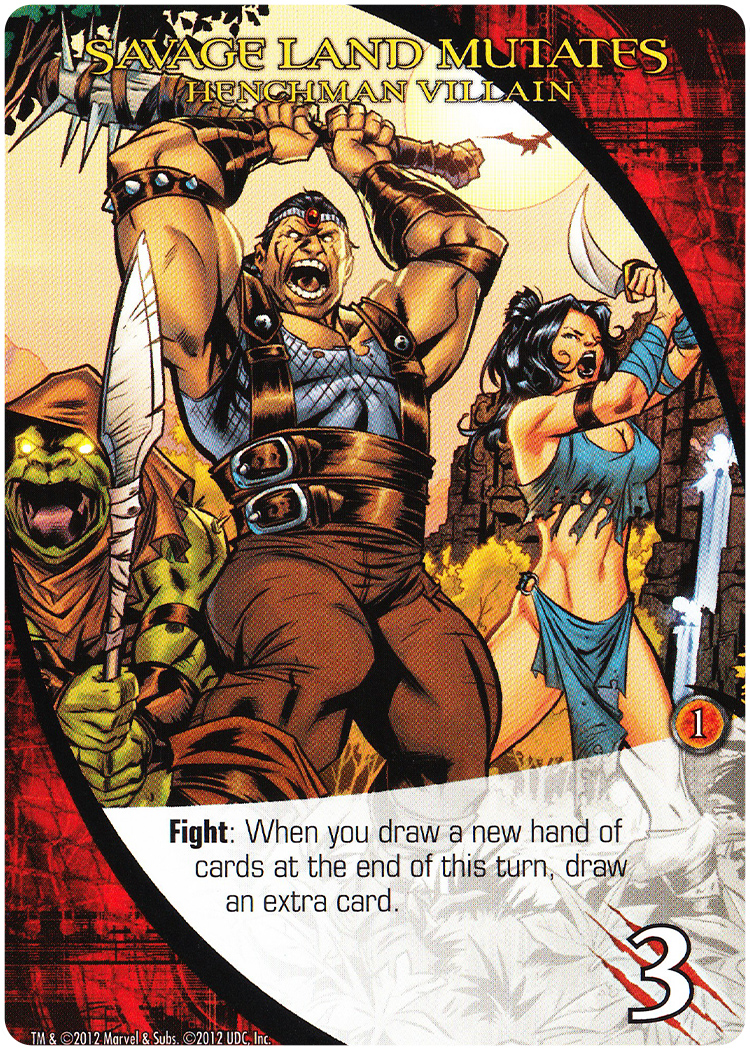 SAVAGE LAND MUTATES
HENCHMAN VILLAIN
1
Fight: When you draw a new hand of
cards at the end of this turn, draw
an extra card.
3
TM & ©2012 Marvel & Subs. ©2012 UDC, Inc.